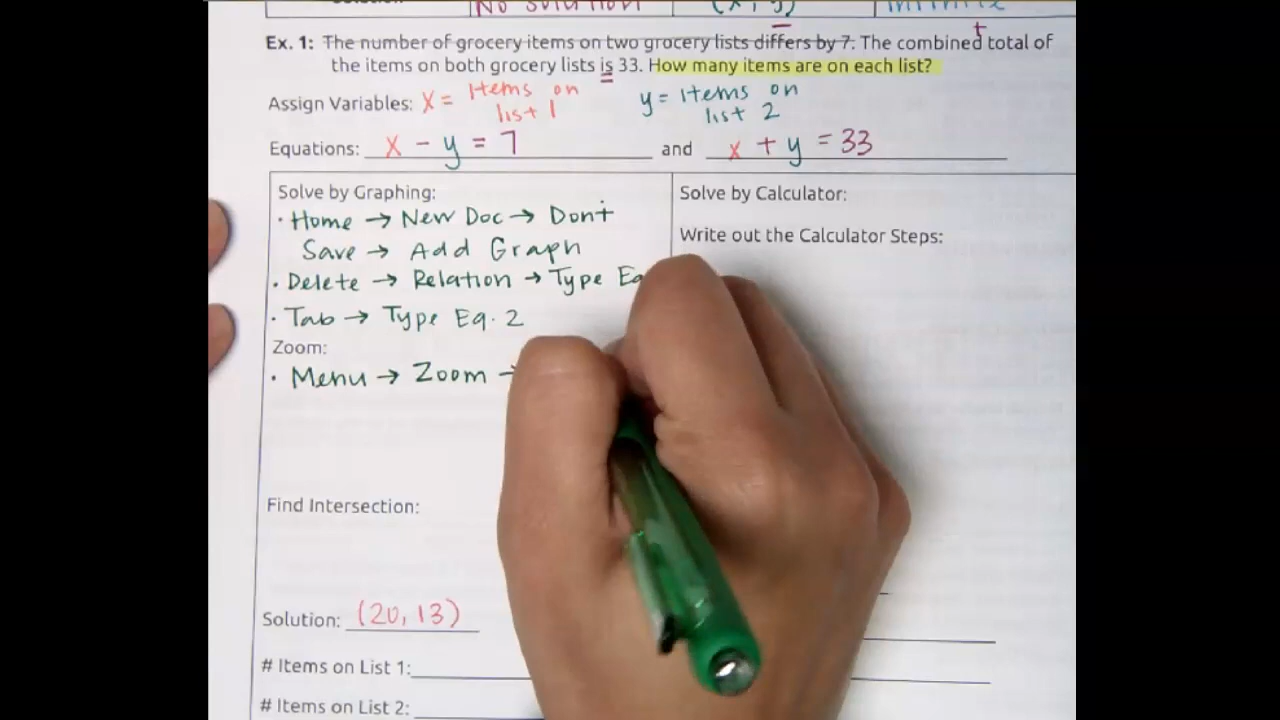 No Solution (x, y) infinite
Ex. 1: The number of grocery items on two grocery lists differs by 7. The combined total of
the items on both grocery lists is 33. How many items are on each list?
Assign Variables: x = items on list 1 y = items on list 2
Equations: x - y = 7 and x + y = 33
Solve by Graphing:
· Home → New Doc → Don't
Save → Add Graph
· Delete → Relation → Type Eq
· Tab → Type Eq. 2
Zoom:
· Menu → Zoom →
Find Intersection:
Solution: (20, 13)
# Items on List 1:
# Items on List 2:
Solve by Calculator:
Write out the Calculator Steps: